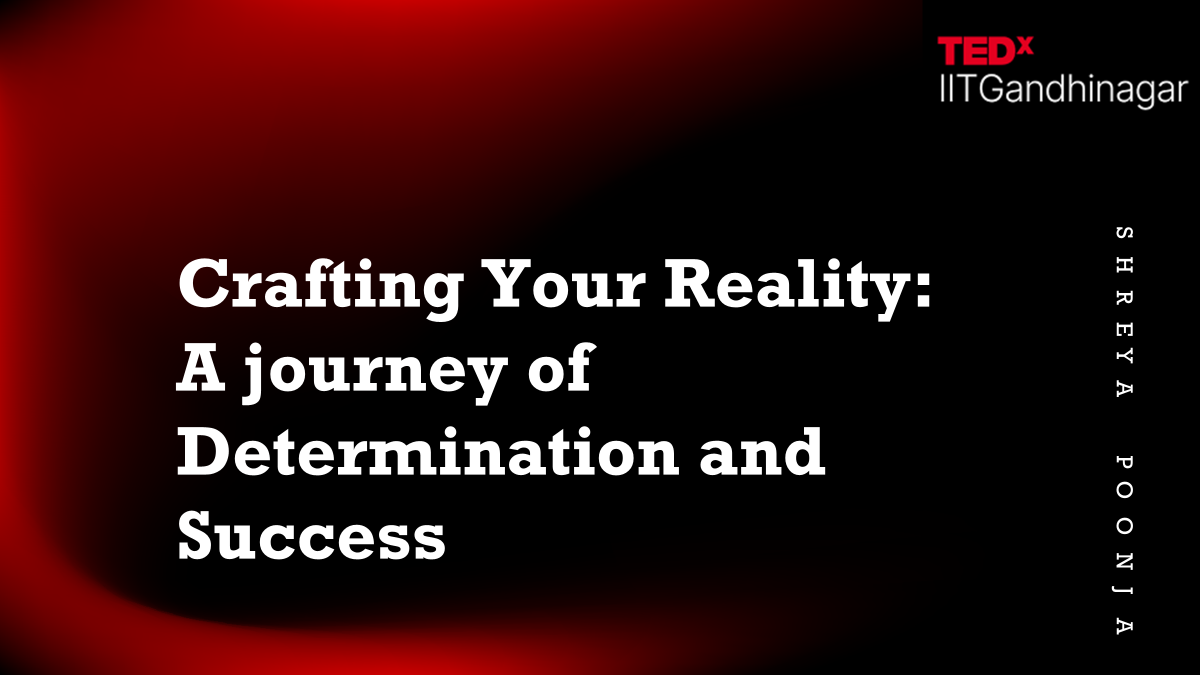 TEDx
IITGandhinagar
Crafting Your Reality:
A journey of
Determination and
Success
SHREYA POONJA